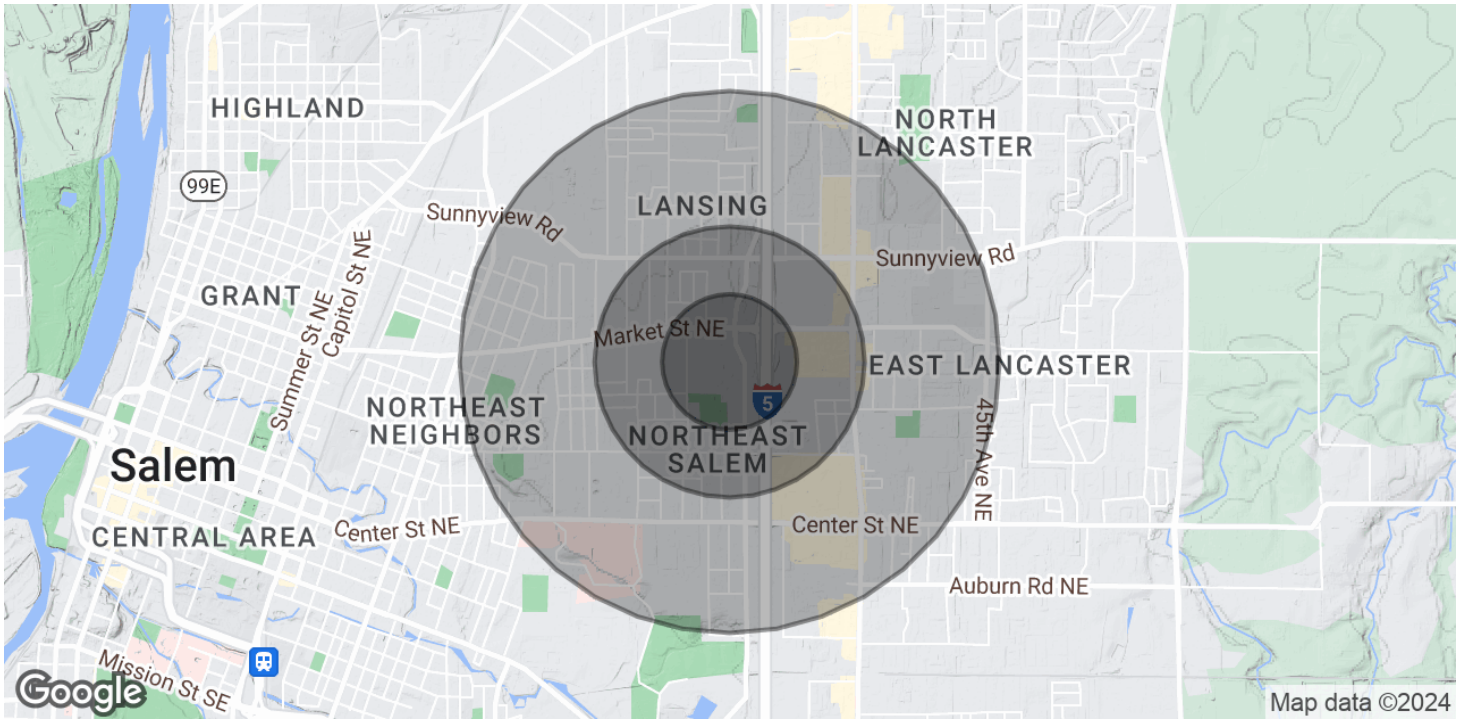 HIGHLAND
NORTH
LANCASTER
99E
LANSING
Sunnyview Rd
Sunnyview Rd
GRANT
Summer St NE
Capitol St NE
Market St NE
EAST LANCASTER
5
NORTHEAST
NEIGHBORS
NORTHEAST
SALEM
45th Ave NE
Salem
CENTRAL AREA
Center St NE
Center St NE
Auburn Rd NE
Mission St SE
Google
Map data ©2024